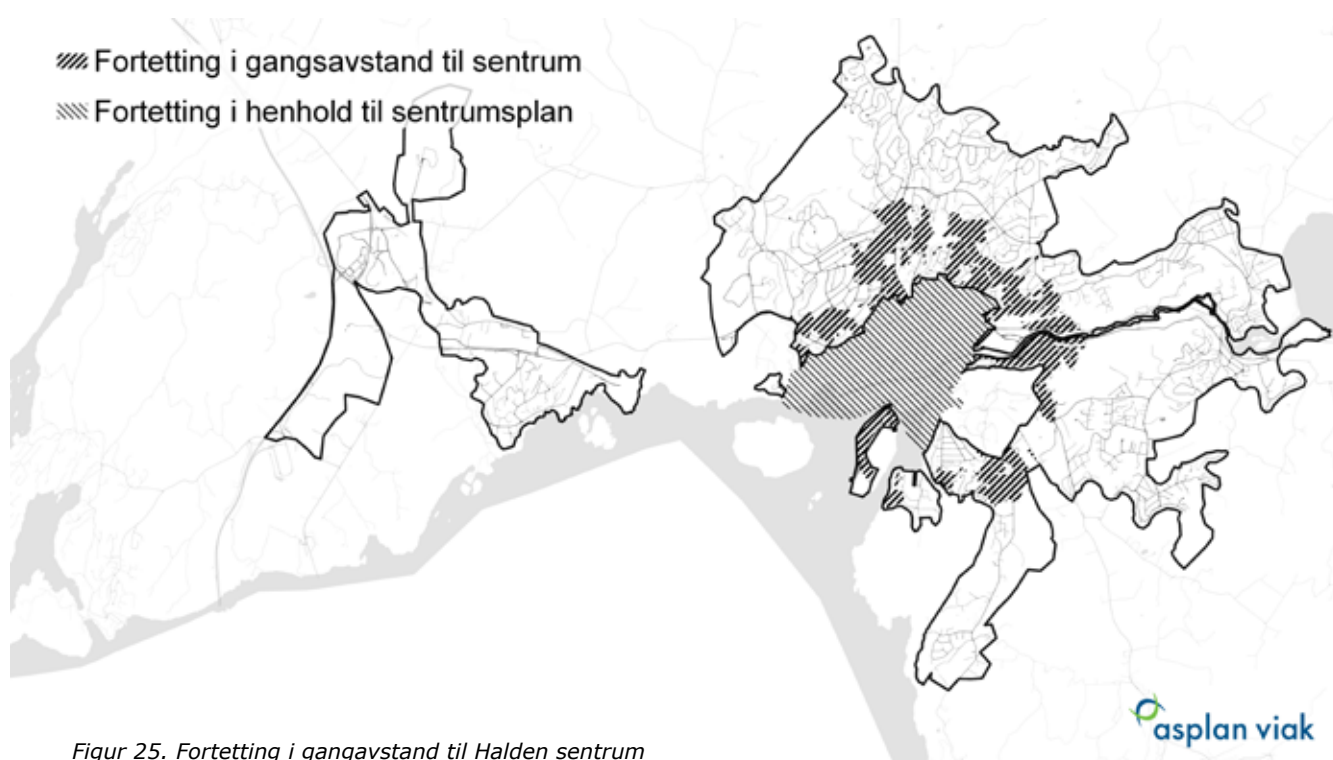 Fortetting i gangsavstand til sentrum
Fortetting i henhold til sentrumsplan
asplan viak
Figur 25. Fortetting i gangavstand til Halden sentrum